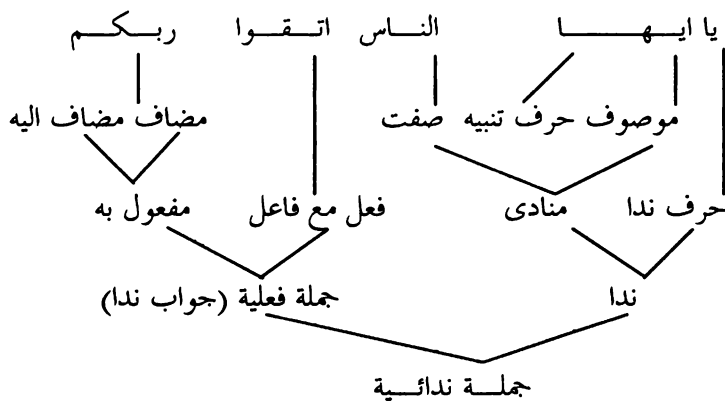 يا ايها الناس اتقوا ربكم
موصوف حرف تنبيه صفت مضاف مضاف اليه
حرف ندا منادى فعل مع فاعل مفعول به
ندا جملة فعلية (جواب ندا)
جملة ندائية